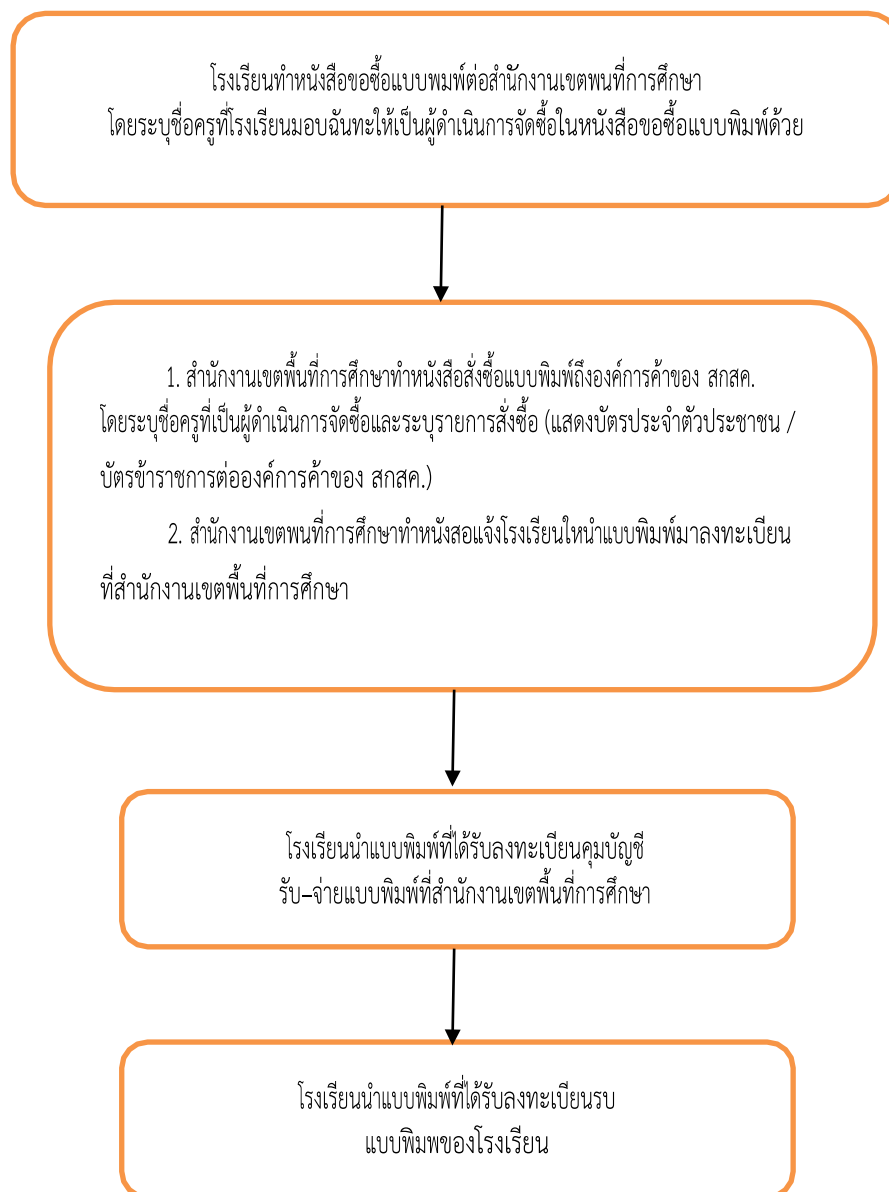 โรงเรียนทำหนังสือขอซื้อแบบพมพ์ต่อสำนักงานเขตพนที่การศึกษา
โดยระบุชื่อครูที่โรงเรียนมอบฉันทะให้เป็นผู้ดำเนินการจัดซื้อในหนังสือขอซื้อแบบพิมพ์ด้วย
1. สำนักงานเขตพื้นที่การศึกษาทำหนังสือสั่งซื้อแบบพิมพ์ถึงองค์การค้าของ สกสค.
โดยระบุชื่อครูที่เป็นผู้ดำเนินการจัดซื้อและระบุรายการสั่งซื้อ (แสดงบัตรประจำตัวประชาชน /
บัตรข้าราชการต่อองค์การค้าของ สกสค.)
2. สำนักงานเขตพนที่การศึกษาทำหนังสอแจ้งโรงเรียนใหนำแบบพิมพ์มาลงทะเบียน
ที่สำนักงานเขตพื้นที่การศึกษา
โรงเรียนนำแบบพิมพ์ที่ได้รับลงทะเบียนคุมบัญชี
รับ–จ่ายแบบพิมพ์ที่สำนักงานเขตพื้นที่การศึกษา
โรงเรียนนำแบบพิมพ์ที่ได้รับลงทะเบียนรบ
แบบพิมพของโรงเรียน